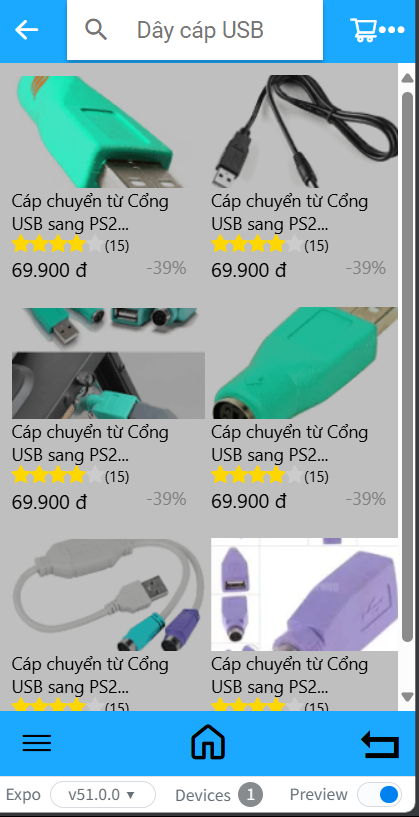 Dây cáp USB
Cáp chuyển từ Cổng
USB sang PS2...
(15)
69.900 đ
-39%
Cáp chuyển từ Cổng
USB sang PS2...
(15)
69.900 đ
-39%
Cáp chuyển từ Cổng
USB sang PS2...
(15)
69.900 đ
-39%
Cáp chuyển từ Cổng
USB sang PS2...
(15)
69.900 đ
-39%
Cáp chuyển từ Cổng
USB sang PS2...
(15)
Cáp chuyển từ Cổng
USB sang PS2...
(15)
Expo v51.0.0 Devices 1 Preview